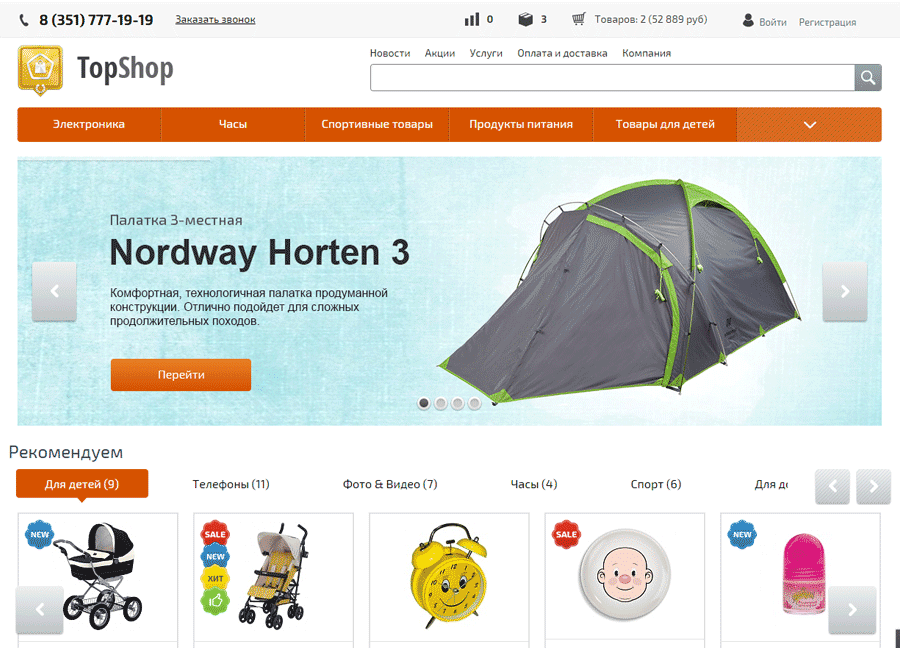 8 (351) 777-19-19 Заказать звонок 0 3 Товаров: 2 (52 889 руб) Войти Регистрация
Новости Акции Услуги Оплата и доставка Компания
TopShop
Электроника Часы Спортивные товары Продукты питания Товары для детей
Палатка 3-местная
Nordway Horten 3
Комфортная, технологичная палатка продуманной
конструкции. Отлично подойдет для сложных
продолжительных походов.
Перейти
Рекомендуем
Для детей (9) Телефоны (11) Фото & Видео (7) Часы (4) Спорт (6) Для де
NEW SALE SALE NEW
NEW
ХИТ